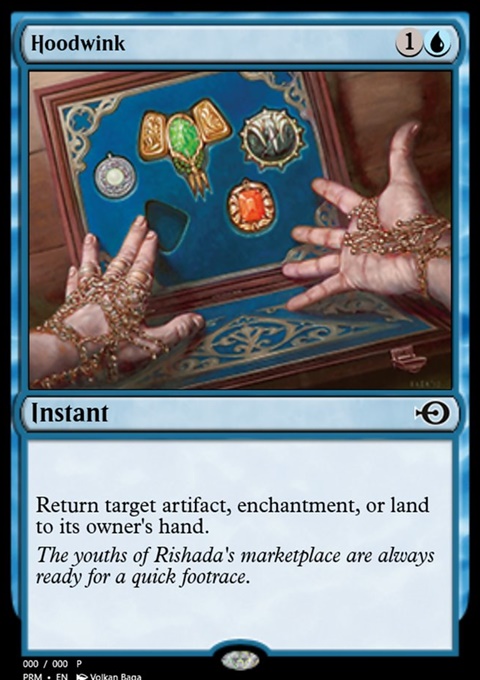 Hoodwink
1
Instant
Return target artifact, enchantment, or land
to its owner's hand.
The youths of Rishada's marketplace are always
ready for a quick footrace.
000 / 000 P
PRM • EN Volkan Baga